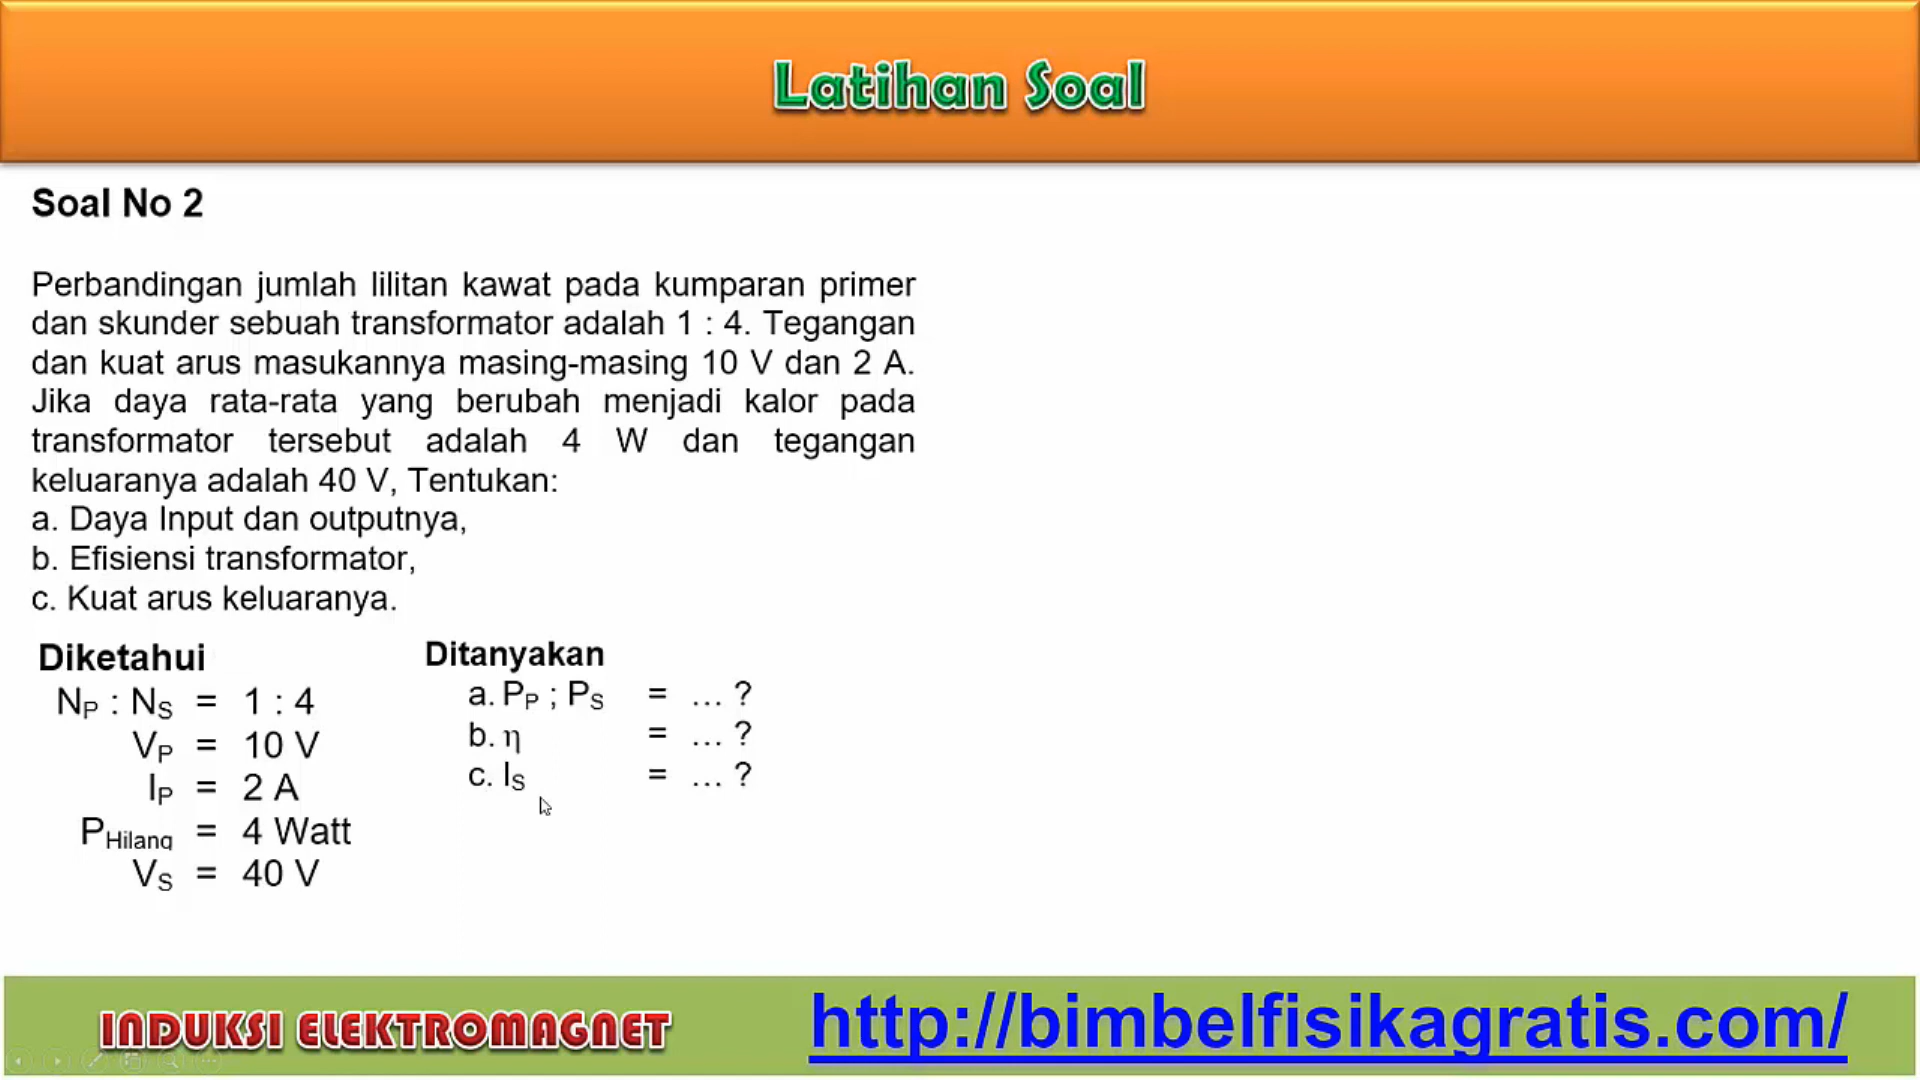 Latihan Soal
Soal No 2
Perbandingan jumlah lilitan kawat pada kumparan primer
dan skunder sebuah transformator adalah 1 : 4. Tegangan
dan kuat arus masukannya masing-masing 10 V dan 2 A.
Jika daya rata-rata yang berubah menjadi kalor pada
transformator tersebut adalah 4 W dan tegangan
keluaranya adalah 40 V, Tentukan:
a. Daya Input dan outputnya,
b. Efisiensi transformator,
c. Kuat arus keluaranya.
Diketahui
NP : NS = 1 : 4
VP = 10 V
IP = 2 A
PHilang = 4 Watt
VS = 40 V
Ditanyakan
a. PP ; PS = ... ?
b. η = ... ?
c. IS = ... ?
INDUKSI ELEKTROMAGNET
http://bimbelfisikagratis.com/